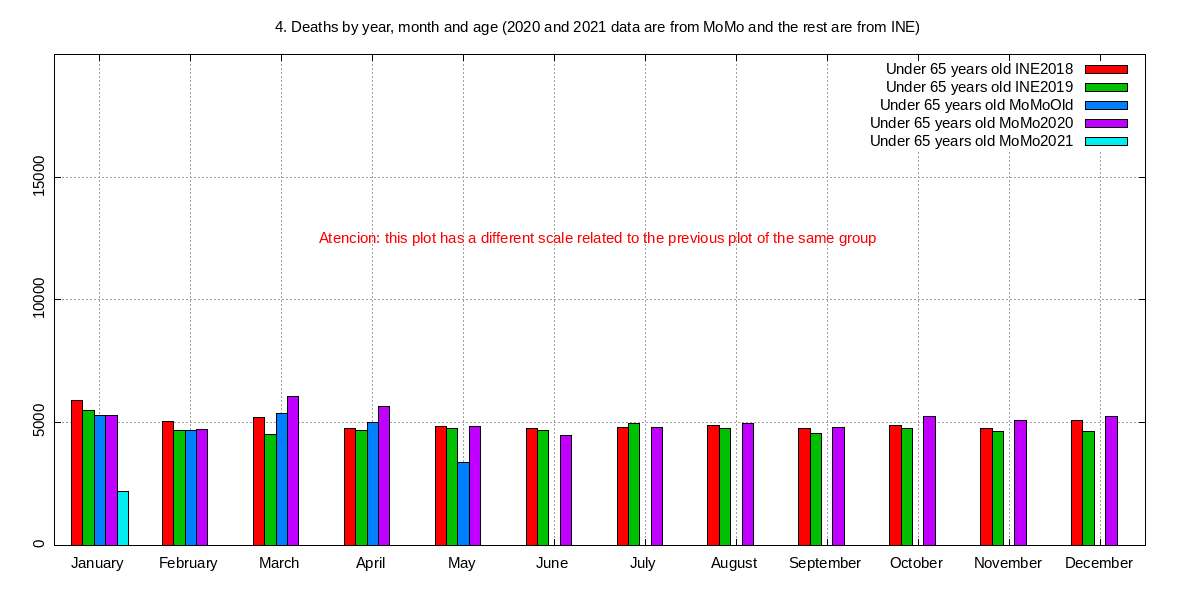 4. Deaths by year, month and age (2020 and 2021 data are from MoMo and the rest are from INE)
Under 65 years old INE2018
Under 65 years old INE2019
Under 65 years old MoMoOld
Under 65 years old MoMo2020
Under 65 years old MoMo2021
15000
Atencion: this plot has a different scale related to the previous plot of the same group
10000
5000
0
January February March April May June July August September October November December